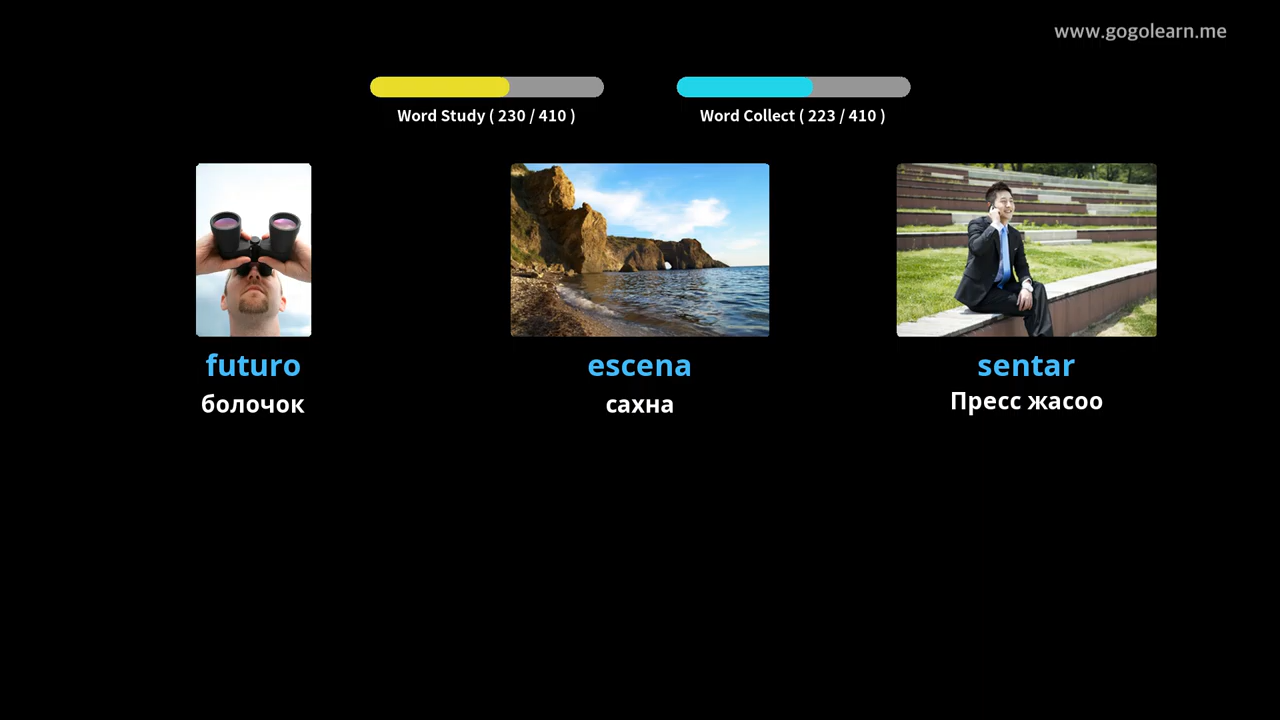 www.gogolearn.me
Word Study ( 230 / 410 )
Word Collect ( 223 / 410 )
futuro
escena
sentar
болочок
сахна
Пресс жасоо